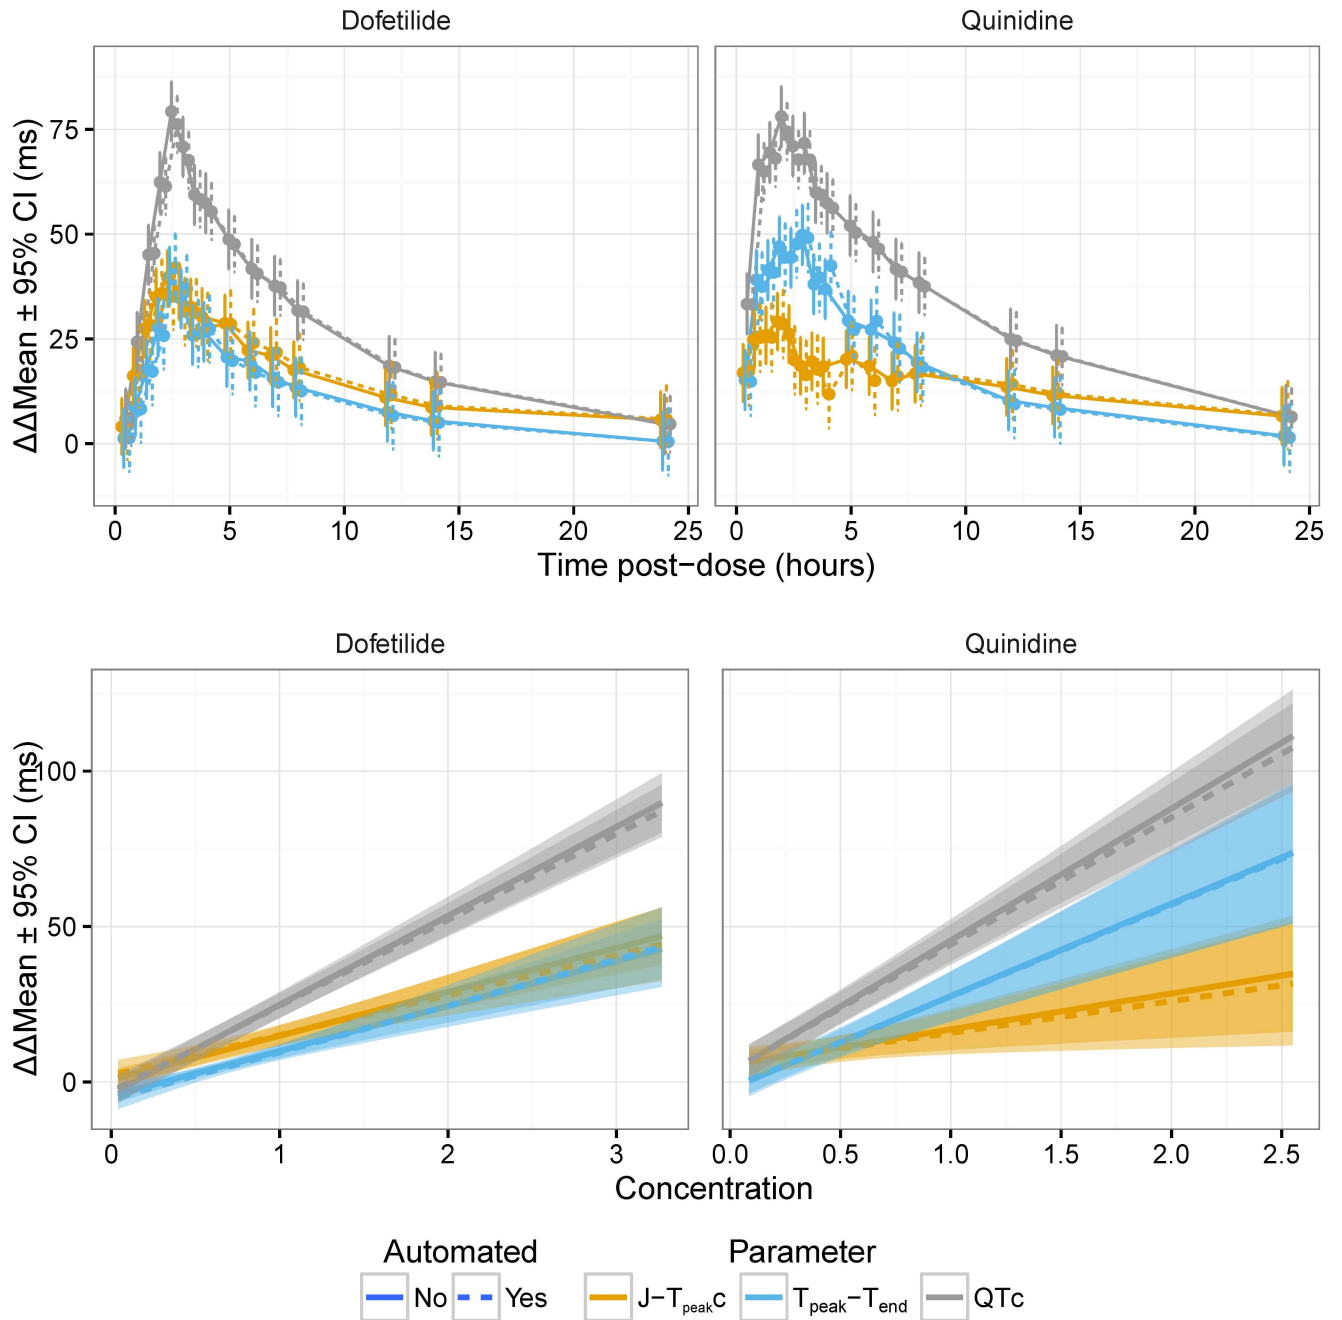 Dofetilide Quinidine
ΔΔMean ± 95% CI (ms)
75
50
25
0
0 5 10 15 20 25 0 5 10 15 20 25
Time post−dose (hours)
Dofetilide Quinidine
ΔΔMean ± 95% CI (ms)
100
50
0
0 1 2 3 0.0 0.5 1.0 1.5 2.0 2.5
Concentration
Automated Parameter
No Yes J−Tpeakc Tpeak−Tend QTc